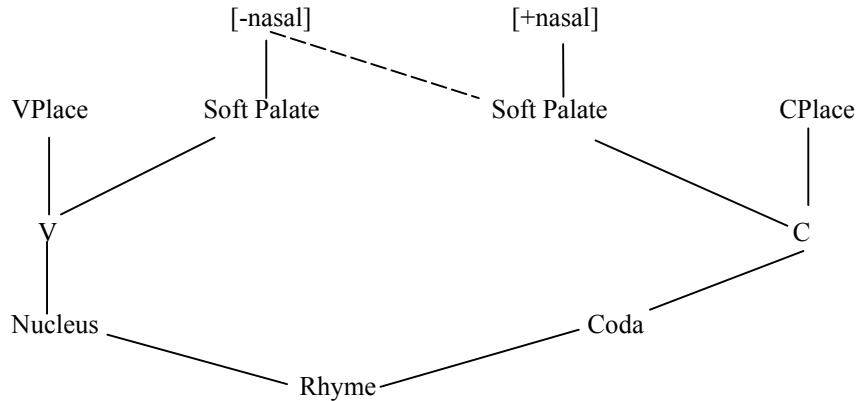 [-nasal] [+nasal]
VPlace Soft Palate Soft Palate CPlace
V C
Nucleus Coda
Rhyme